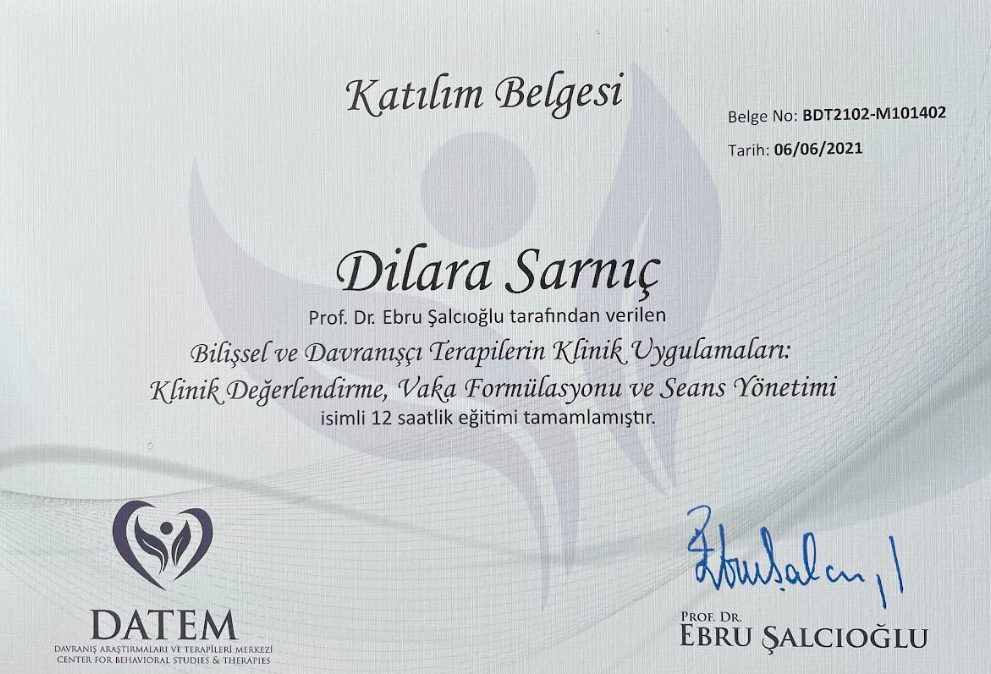 Katılım Belgesi
Belge No: BDT2102-M101402
Tarih: 06/06/2021
Dilara Sarnıç
Prof. Dr. Ebru Şalcıoğlu tarafından verilen
Bilişsel ve Davranışçı Terapilerin Klinik Uygulamaları:
Klinik Değerlendirme, Vaka Formülasyonu ve Seans Yönetimi
isimli 12 saatlik eğitimi tamamlamıştır.
DATEM
DAVRANIŞ ARAŞTIRMALARI VE TERAPİLERİ MERKEZİ
CENTER FOR BEHAVIORAL STUDIES & THERAPIES
PROF. DR.
EBRU ŞALCIOĞLU